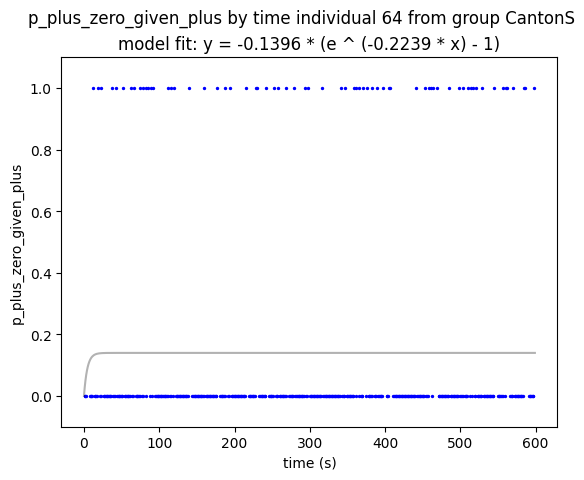 p_plus_zero_given_plus by time individual 64 from group CantonS
model fit: y = -0.1396 * (e ^ (-0.2239 * x) - 1)
1.0
0.8
0.6
0.4
0.2
0.0
p_plus_zero_given_plus
0 100 200 300 400 500 600
time (s)